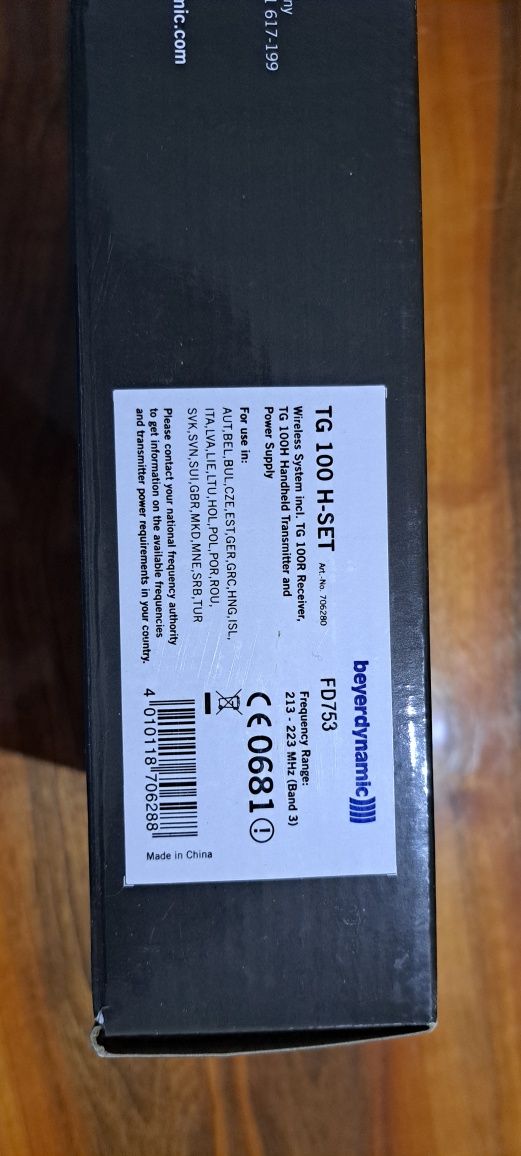 ny
617-199
nic.com
beyerdynamic
TG 100 H-SET Art.-No. 706280
FD753
Wireless System incl. TG 100R Receiver,
TG 100H Handheld Transmitter and
Power Supply
Frequency Range:
213 - 223 MHz (Band 3)
For use in:
AUT,BEL,BUL,CZE,EST,GER,GRC,HNG,ISL,
ITA,LVA,LIE,LTU,HOL,POL,POR,ROU,
SVK,SVN,SUI,GBR,MKD,MNE,SRB,TUR
CE0681
Please contact your national frequency authority
to get information on the available frequencies
and transmitter power requirements in your country.
4 010118 706288
Made in China